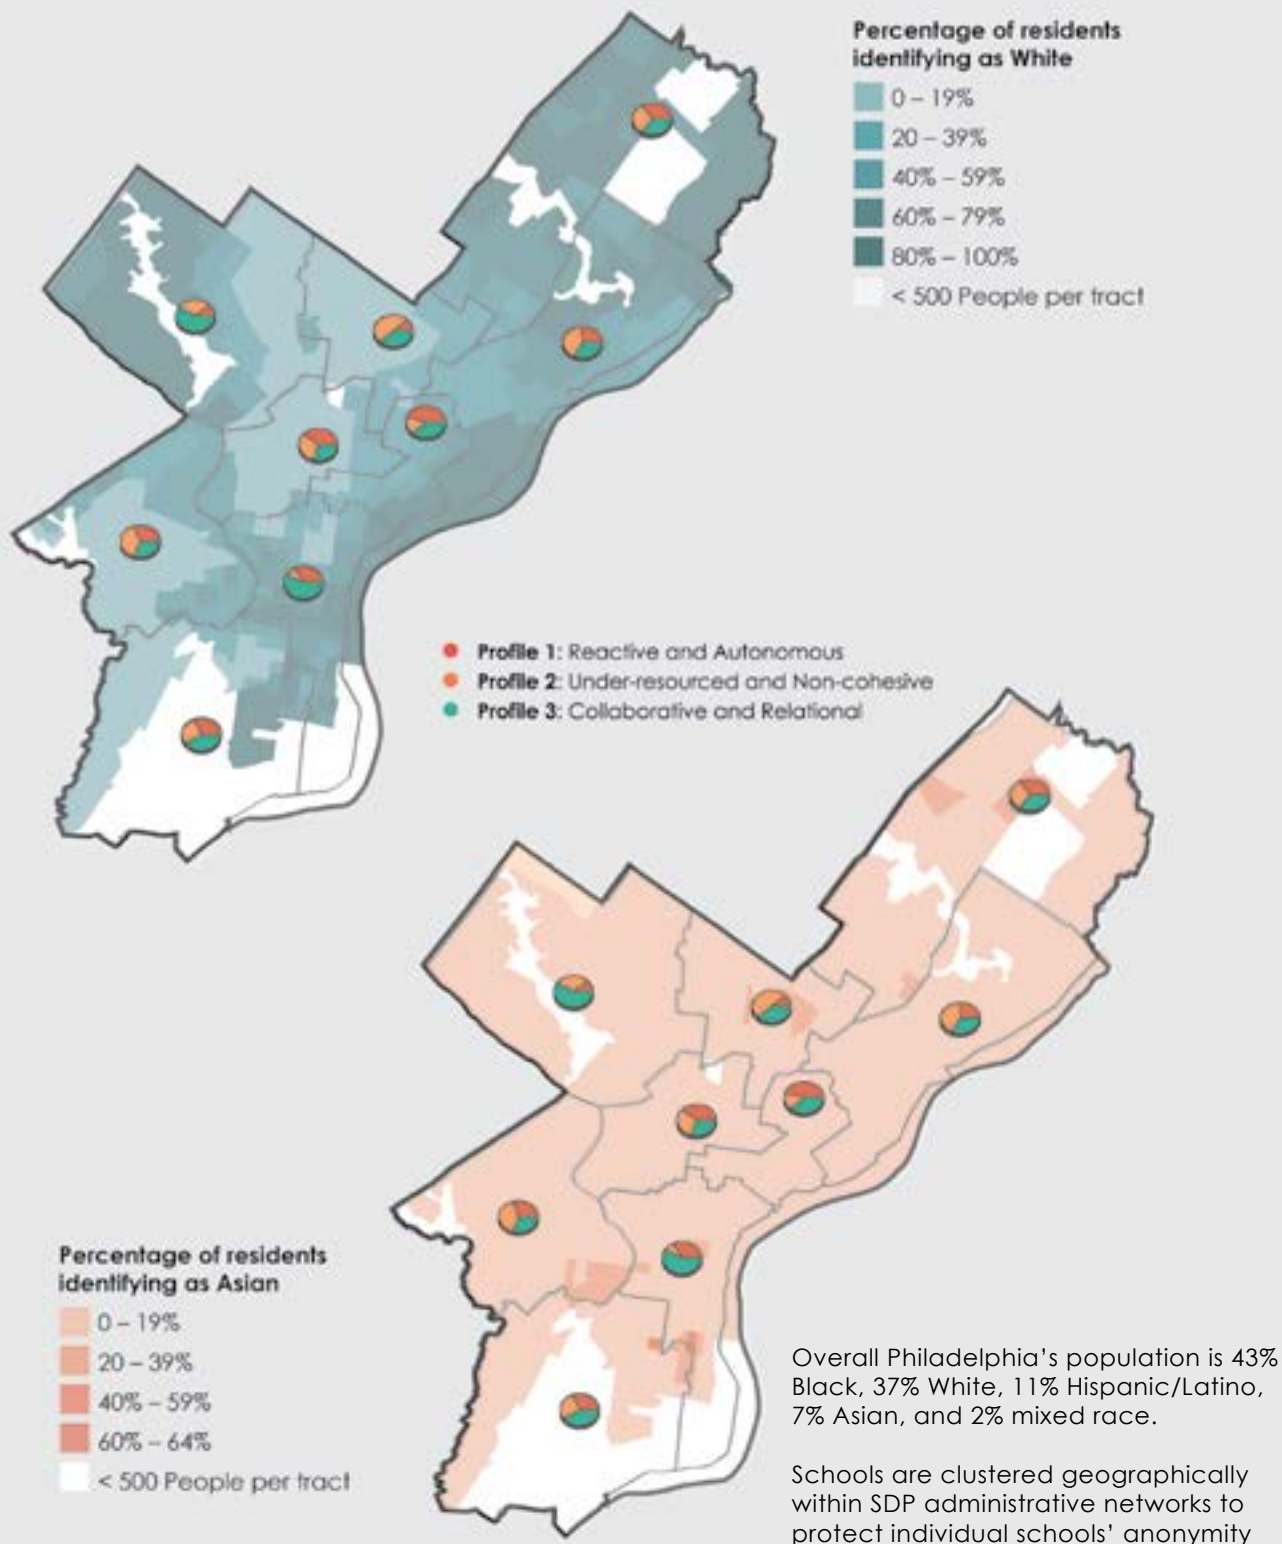 Percentage of residents
identifying as White
0 – 19%
20 – 39%
40% – 59%
60% – 79%
80% – 100%
< 500 People per tract
Profile 1: Reactive and Autonomous
Profile 2: Under-resourced and Non-cohesive
Profile 3: Collaborative and Relational
Percentage of residents
identifying as Asian
0 – 19%
20 – 39%
40% – 59%
60% – 64%
< 500 People per tract
Overall Philadelphia’s population is 43%
Black, 37% White, 11% Hispanic/Latino,
7% Asian, and 2% mixed race.
Schools are clustered geographically
within SDP administrative networks to
protect individual schools’ anonymity